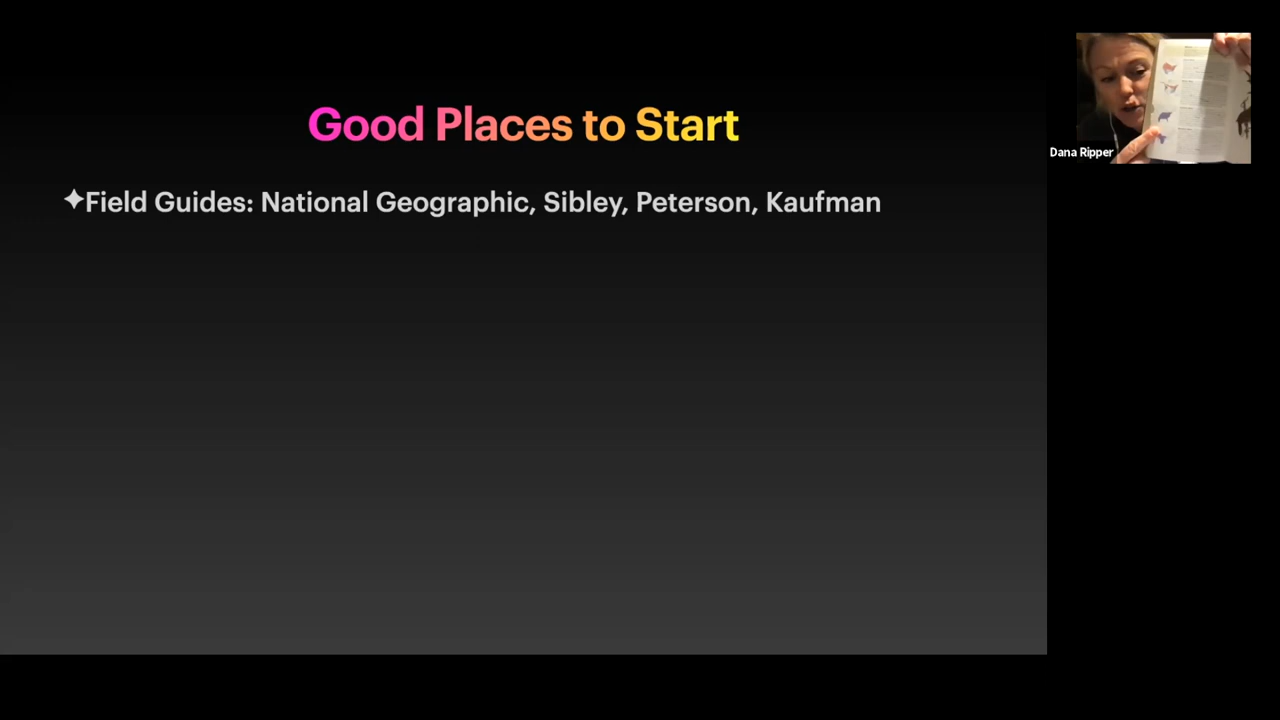 Good Places to Start
✦Field Guides: National Geographic, Sibley, Peterson, Kaufman
Dana Ripper